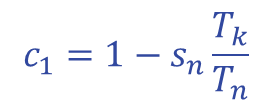 c₁ = 1 − sₙ Tₖ/Tₙ